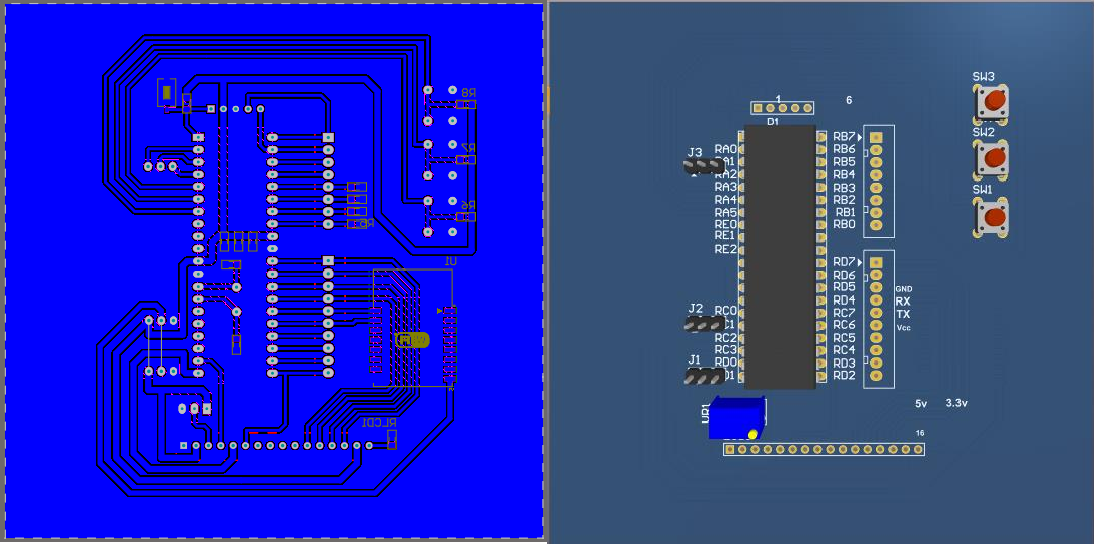 R8
R7
R6
U1
RLCD1
SW3
SW2
SW1
1
6
D1
J3
RA0
RA2
RA3
RA4
RA5
RE0
RE1
RE2
RB7
RB6
RB5
RB4
RB3
RB2
RB1
RB0
RD7
RD6
RD5
RD4
RC7
RC6
RC5
RC4
RD3
RD2
GND
RX
TX
Vcc
J2
RC0
RC2
RC3
RD0
J1
5v
3.3v
16